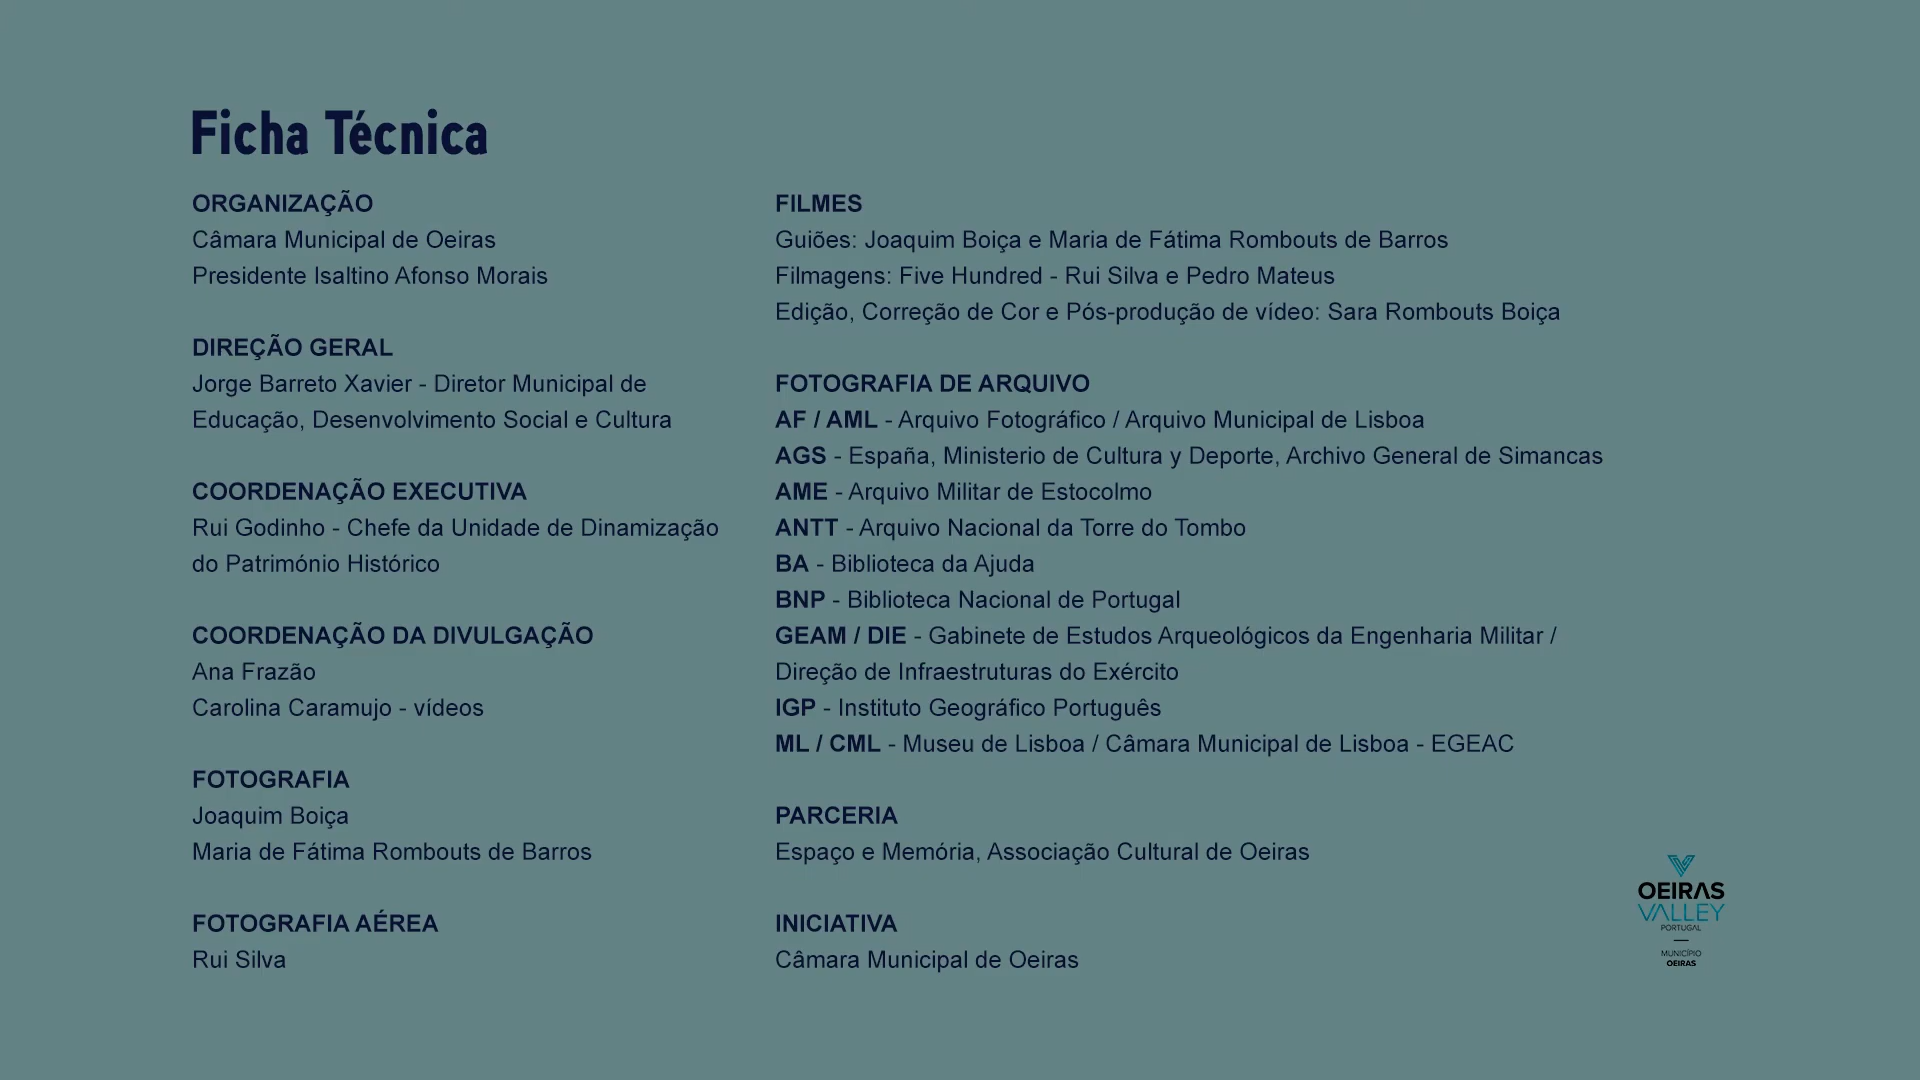 Ficha Técnica
ORGANIZAÇÃO
Câmara Municipal de Oeiras
Presidente Isaltino Afonso Morais
DIREÇÃO GERAL
Jorge Barreto Xavier - Diretor Municipal de
Educação, Desenvolvimento Social e Cultura
COORDENAÇÃO EXECUTIVA
Rui Godinho - Chefe da Unidade de Dinamização
do Património Histórico
COORDENAÇÃO DA DIVULGAÇÃO
Ana Frazão
Carolina Caramujo - vídeos
FOTOGRAFIA
Joaquim Boiça
Maria de Fátima Rombouts de Barros
FOTOGRAFIA AÉREA
Rui Silva
FILMES
Guiões: Joaquim Boiça e Maria de Fátima Rombouts de Barros
Filmagens: Five Hundred - Rui Silva e Pedro Mateus
Edição, Correção de Cor e Pós-produção de vídeo: Sara Rombouts Boiça
FOTOGRAFIA DE ARQUIVO
AF / AML - Arquivo Fotográfico / Arquivo Municipal de Lisboa
AGS - España, Ministerio de Cultura y Deporte, Archivo General de Simancas
AME - Arquivo Militar de Estocolmo
ANTT - Arquivo Nacional da Torre do Tombo
BA - Biblioteca da Ajuda
BNP - Biblioteca Nacional de Portugal
GEAM / DIE - Gabinete de Estudos Arqueológicos da Engenharia Militar /
Direção de Infraestruturas do Exército
IGP - Instituto Geográfico Português
ML / CML - Museu de Lisboa / Câmara Municipal de Lisboa - EGEAC
PARCERIA
Espaço e Memória, Associação Cultural de Oeiras
INICIATIVA
Câmara Municipal de Oeiras
OEIRAS
VALLEY
PORTUGAL
MUNICÍPIO
OEIRAS